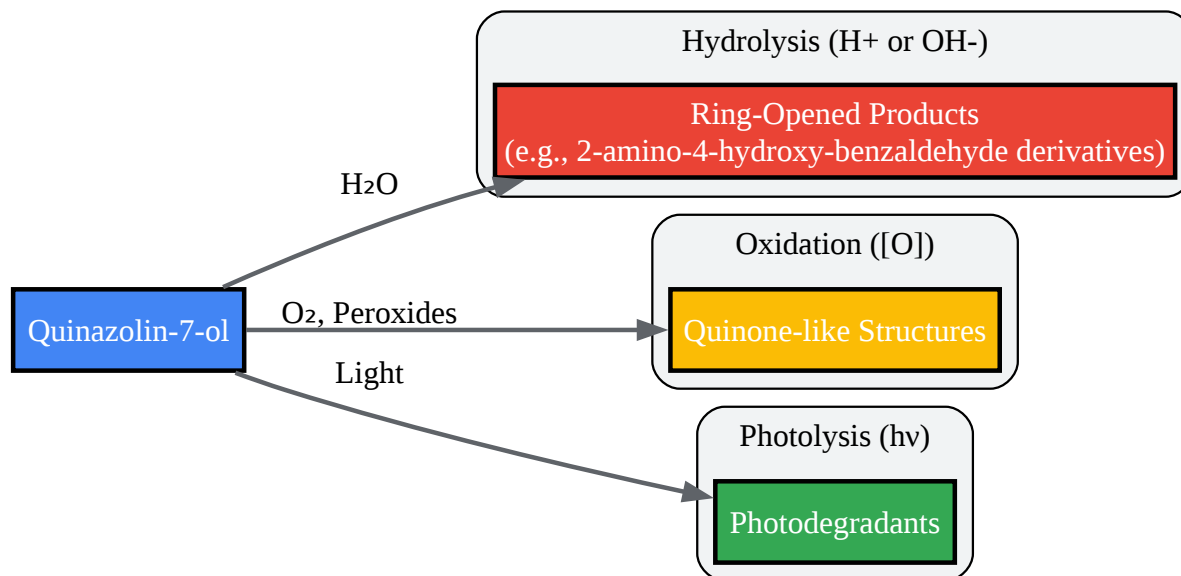 Hydrolysis (H+ or OH-)
Ring-Opened Products
(e.g., 2-amino-4-hydroxy-benzaldehyde derivatives)
H₂O
Oxidation ([O])
Quinazolin-7-ol
O₂, Peroxides
Quinone-like Structures
Light
Photolysis (hν)
Photodegradants